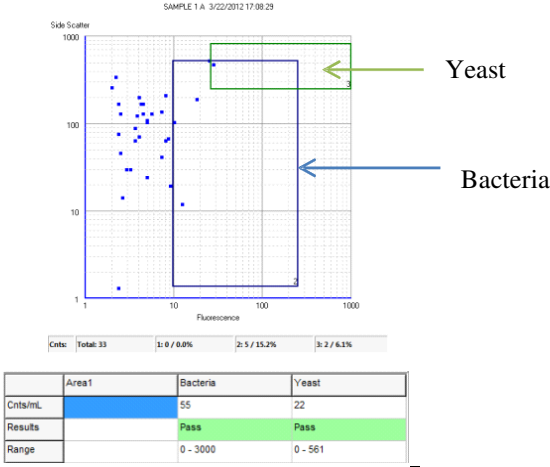 SAMPLE 1 A 3/22/2012 17:08:29
Side Scatter
1000
100
10
1
3
2
1 10 100 1000
Fluorescence
Yeast
Bacteria
Cnts: Total: 33 1: 0 / 0.0% 2: 5 / 15.2% 3: 2 / 6.1%
Area1 Bacteria Yeast
Cnts/mL 55 22
Results Pass Pass
Range 0 - 3000 0 - 561